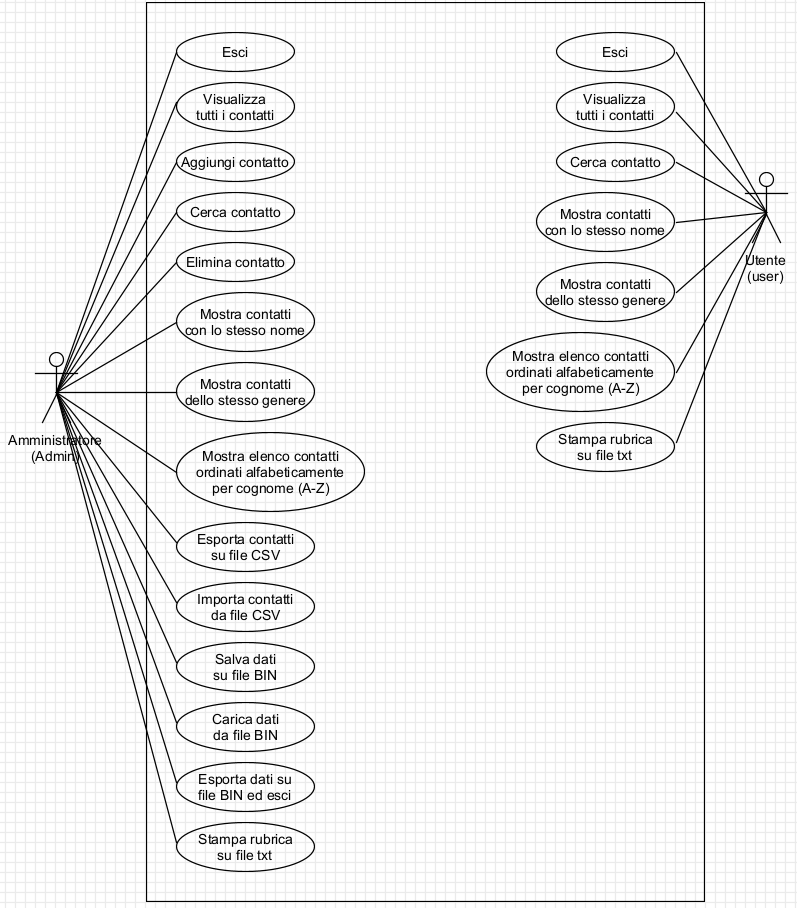 Esci
Visualizza
tutti i contatti
Aggiungi contatto
Cerca contatto
Elimina contatto
Mostra contatti
con lo stesso nome
Mostra contatti
dello stesso genere
Mostra elenco contatti
ordinati alfabeticamente
per cognome (A-Z)
Esporta contatti
su file CSV
Importa contatti
da file CSV
Salva dati
su file BIN
Carica dati
da file BIN
Esporta dati su
file BIN ed esci
Stampa rubrica
su file txt
Amministratore
(Admin)
Esci
Visualizza
tutti i contatti
Cerca contatto
Mostra contatti
con lo stesso nome
Mostra contatti
dello stesso genere
Mostra elenco contatti
ordinati alfabeticamente
per cognome (A-Z)
Stampa rubrica
su file txt
Utente
(user)